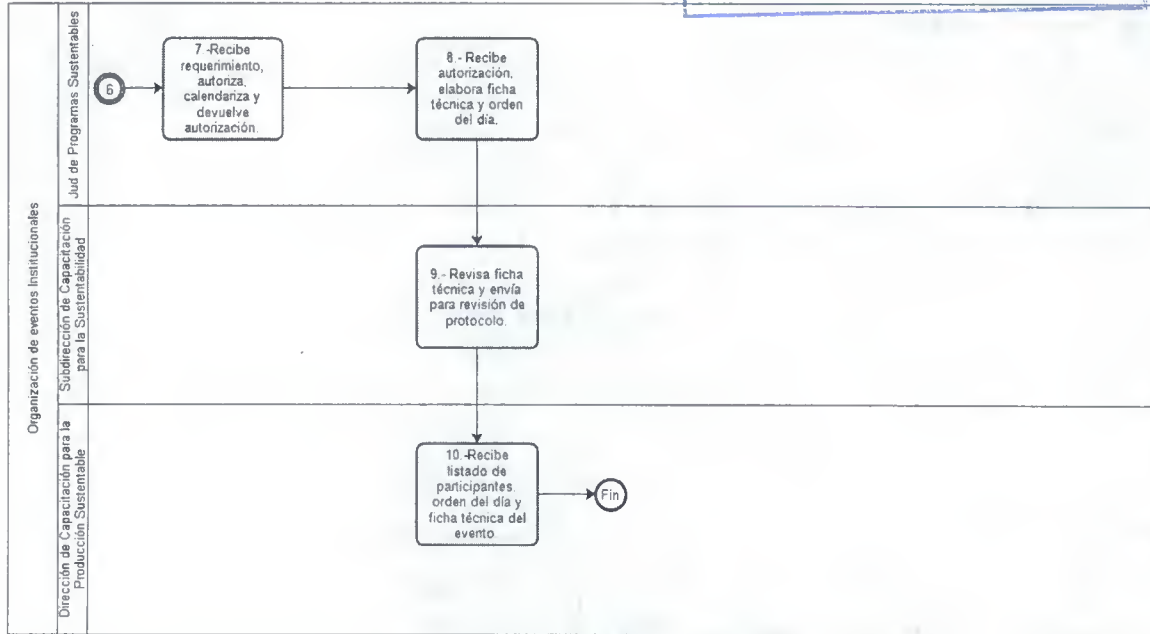 Organización de eventos Institucionales
Jud de Programas Sustentables
6
7.-Recibe
requerimiento,
autoriza,
calendariza y
devuelve
autorización.
8.- Recibe
autorización,
elabora ficha
técnica y orden
del día.
Subdirección de Capacitación
para la Sustentabilidad
9.- Revisa ficha
técnica y envía
para revisión de
protocolo.
Dirección de Capacitación para la
Producción Sustentable
10.-Recibe
listado de
participantes,
orden del día y
ficha técnica del
evento.
Fin